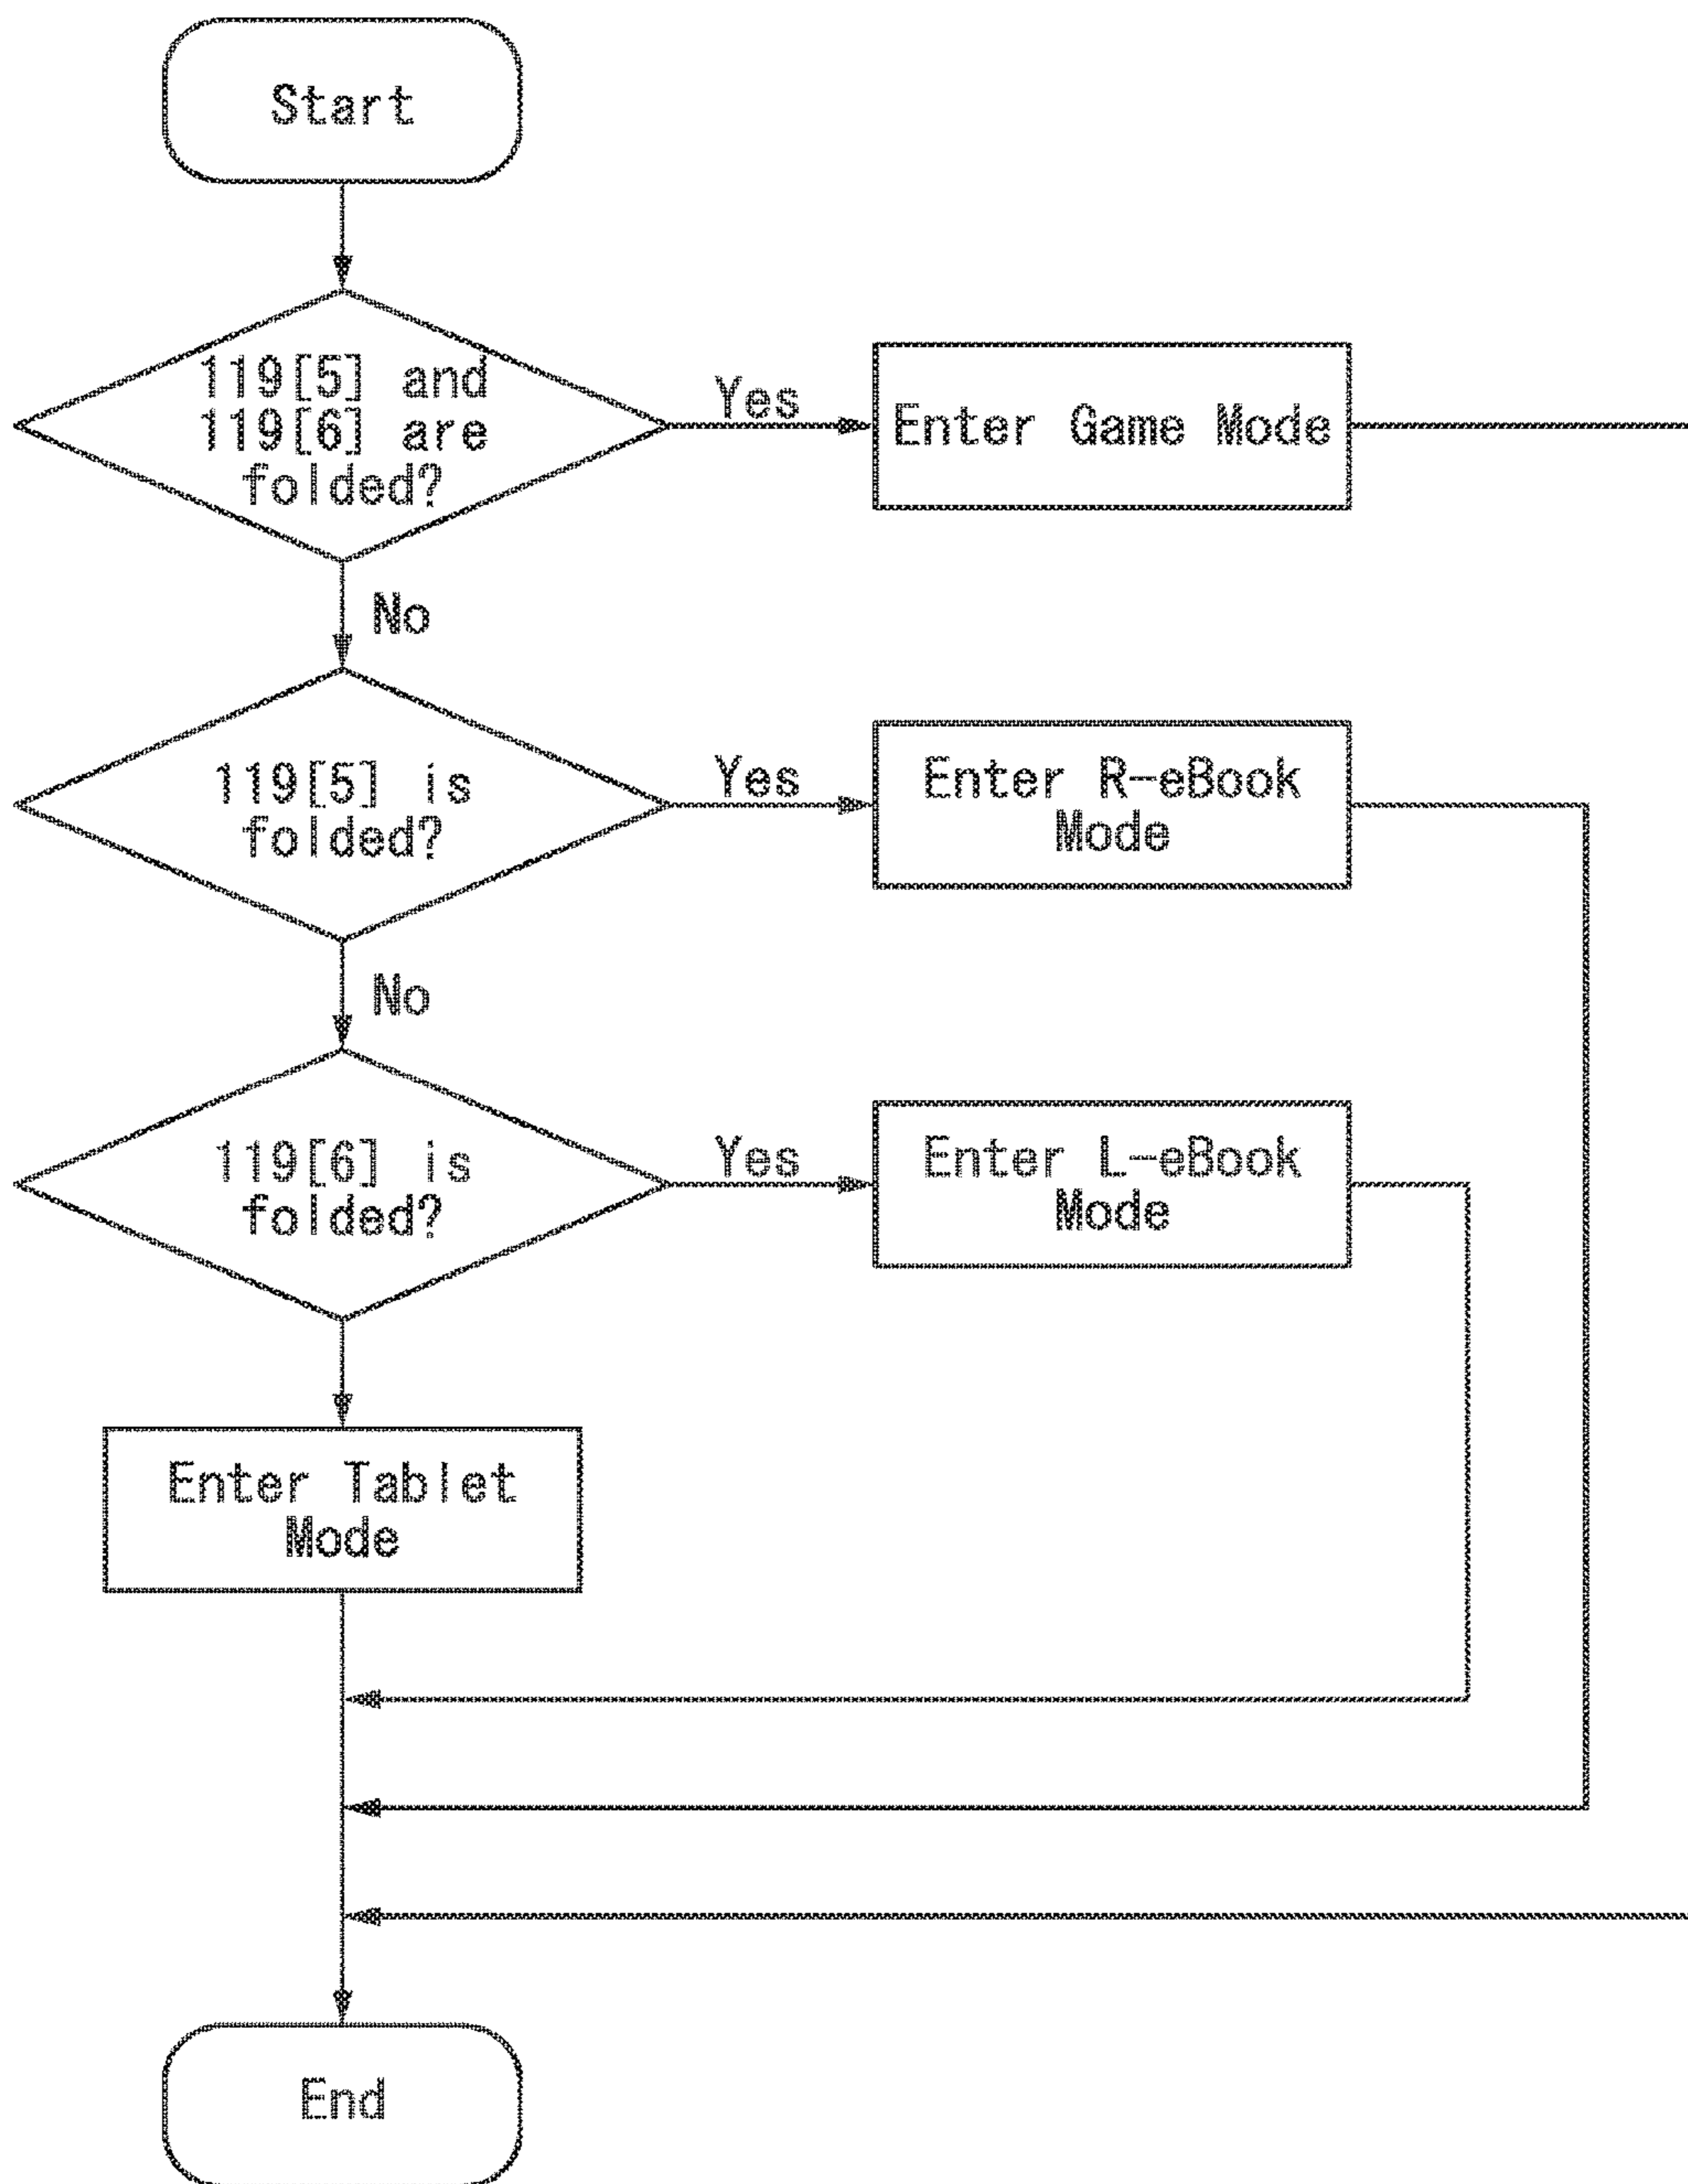 Start
119[5] and
119[6] are
folded?
Yes
Enter Game Mode
No
119[5] is
folded?
Yes
Enter R-eBook
Mode
No
119[6] is
folded?
Yes
Enter L-eBook
Mode
Enter Tablet
Mode
End